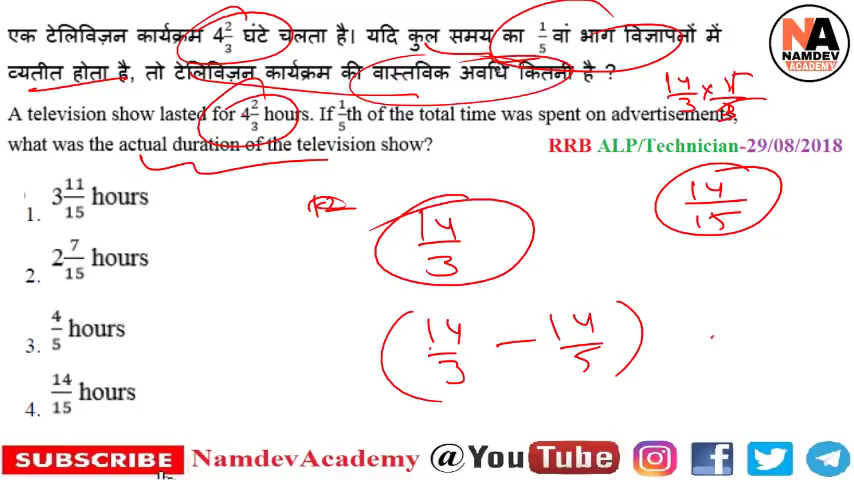 एक टेलिविज़न कार्यक्रम 4 2/3 घंटे चलता है। यदि कुल समय का 1/5 वां भाग विज्ञापनों में
व्यतीत होता है, तो टेलिविज़न कार्यक्रम की वास्तविक अवधि कितनी है ?
NAMDEV
ACADEMY
14/3 × 1/5
A television show lasted for 4 2/3 hours. If 1/5th of the total time was spent on advertisements,
what was the actual duration of the television show?
RRB ALP/Technician-29/08/2018
1. 3 11/15 hours
2. 2 7/15 hours
3. 4/5 hours
4. 14/15 hours
14/3
14/15
(14/3 - 14/5)
SUBSCRIBE NamdevAcademy @YouTube